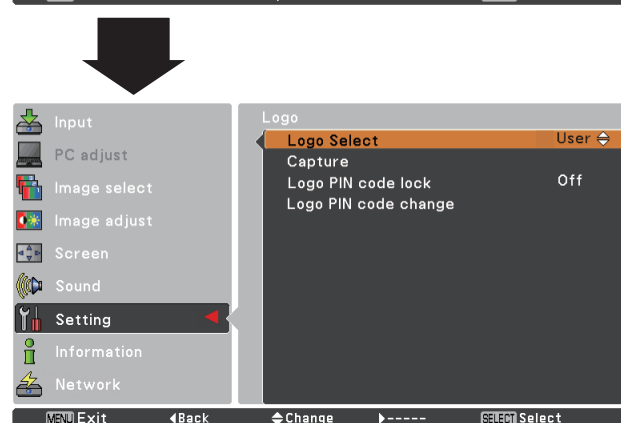 Input
PC adjust
Image select
Image adjust
Screen
Sound
Setting
Information
Network
Logo
Logo Select User
Capture
Logo PIN code lock Off
Logo PIN code change
MENU Exit Back Change ----- SELECT Select